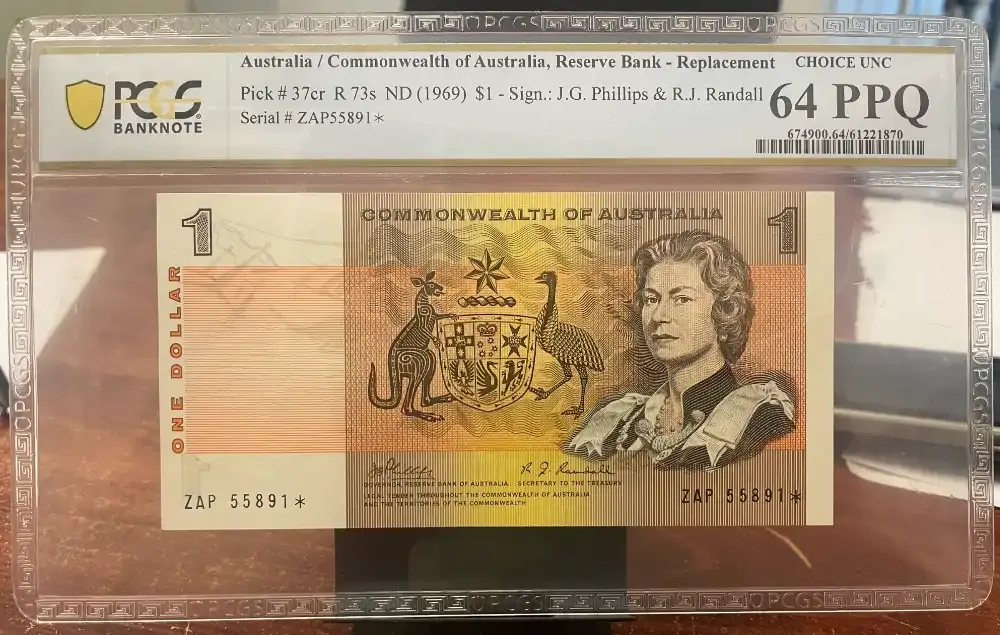 PCGS
BANKNOTE
Australia / Commonwealth of Australia, Reserve Bank - Replacement
Pick # 37cr R 73s ND (1969) $1 - Sign.: J.G. Phillips & R.J. Randall
Serial # ZAP55891*
CHOICE UNC
64 PPQ
674900.64/61221870
1
COMMONWEALTH OF AUSTRALIA
1
ONE DOLLAR
JG Phillips
R J Randall
GOVERNOR, RESERVE BANK OF AUSTRALIA. SECRETARY TO THE TREASURY
LEGAL TENDER THROUGHOUT THE COMMONWEALTH OF AUSTRALIA
AND THE TERRITORIES OF THE COMMONWEALTH
ZAP 55891*
ZAP 55891*